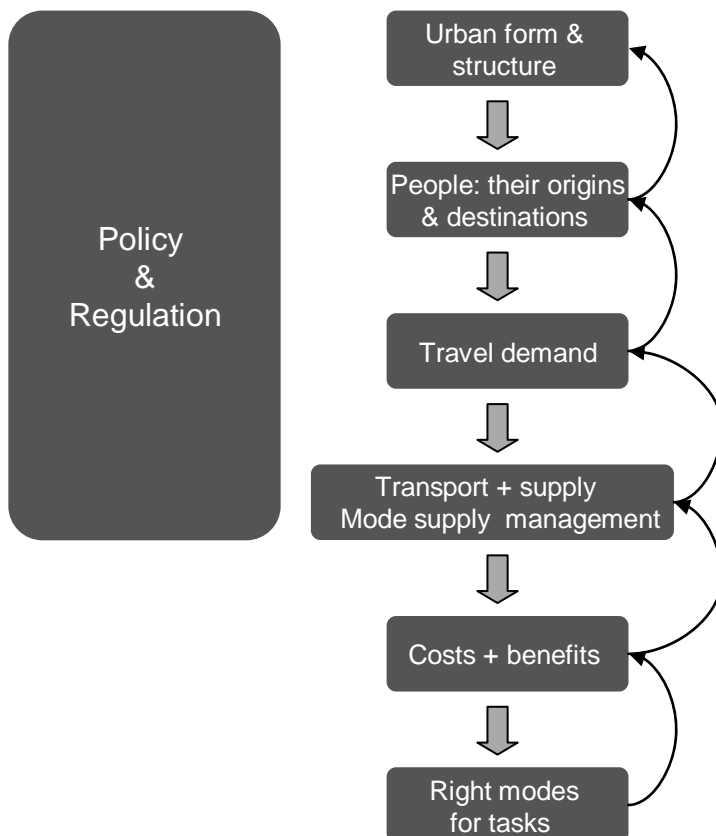 Policy
&
Regulation
Urban form &
structure
People: their origins
& destinations
Travel demand
Transport + supply
Mode supply management
Costs + benefits
Right modes
for tasks